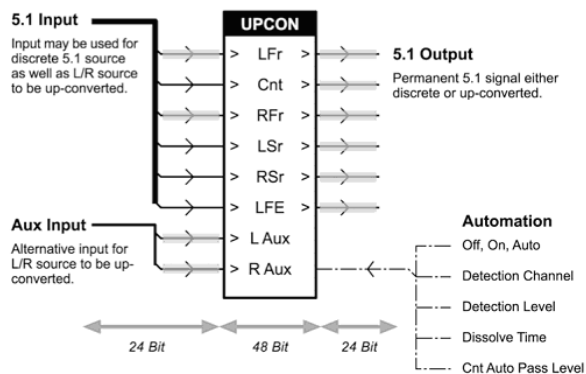 5.1 Input
Input may be used for
discrete 5.1 source
as well as L/R source
to be up-converted.
Aux Input
Alternative input for
L/R source to be up-
converted.
UPCON
> LFr >
> Cnt >
> RFr >
> LSr >
> RSr >
> LFE >
> L Aux
> R Aux
5.1 Output
Permanent 5.1 signal either
discrete or up-converted.
Automation
Off, On, Auto
Detection Channel
Detection Level
Dissolve Time
Cnt Auto Pass Level
24 Bit
48 Bit
24 Bit